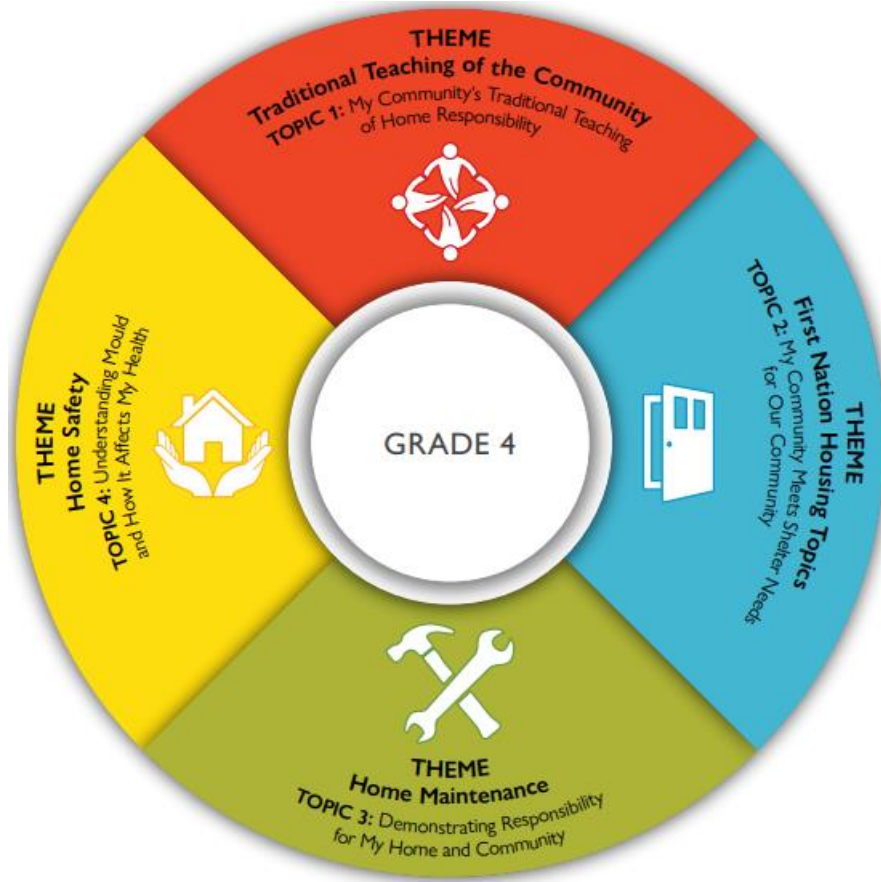 THEME
Traditional Teaching of the Community
TOPIC 1: My Community's Traditional Teaching
of Home Responsibility
THEME
First Nation Housing Topics
TOPIC 2: My Community Meets Shelter Needs
for Our Community
THEME
Home Maintenance
TOPIC 3: Demonstrating Responsibility
for My Home and Community
THEME
Home Safety
TOPIC 4: Understanding Mould
and How It Affects My Health
GRADE 4